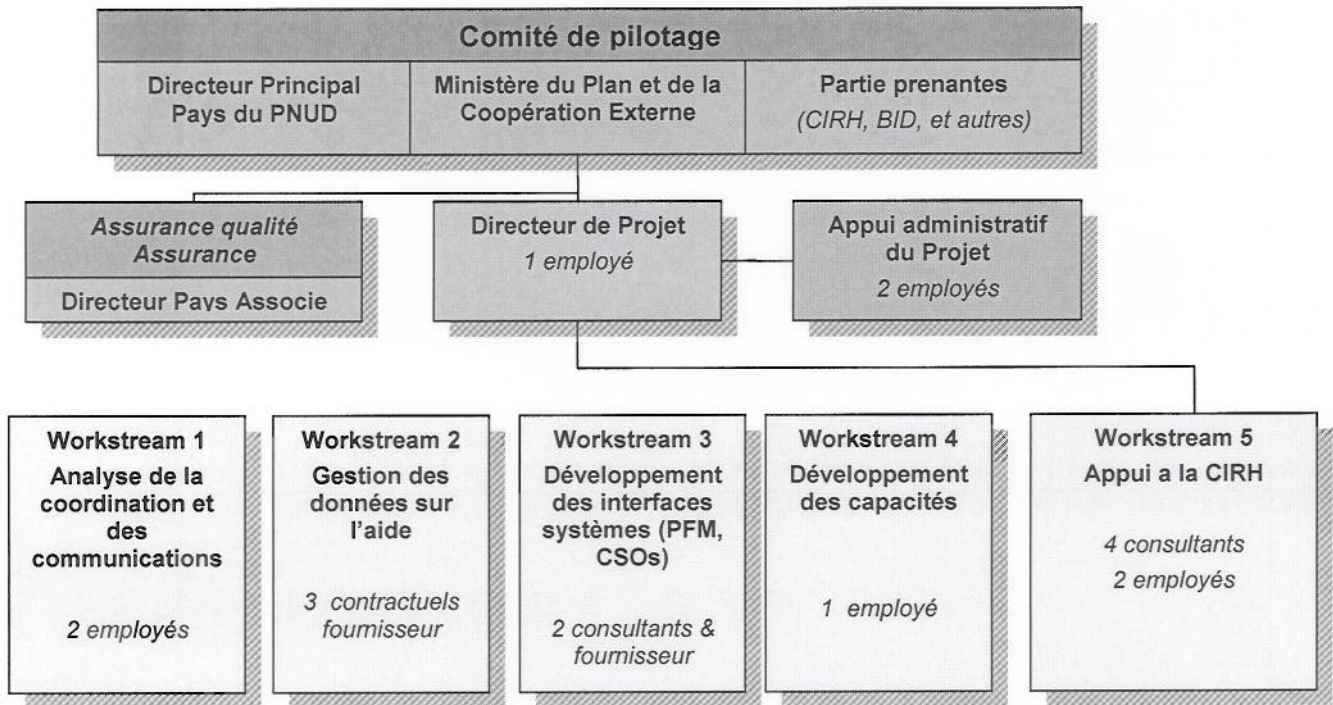 Comité de pilotage
Directeur Principal
Pays du PNUD
Ministère du Plan et de la
Coopération Externe
Partie prenantes
(CIRH, BID, et autres)
Assurance qualité
Assurance
Directeur Pays Associe
Directeur de Projet
1 employé
Appui administratif
du Projet
2 employés
Workstream 1
Analyse de la
coordination et
des
communications
2 employés
Workstream 2
Gestion des
données sur
l'aide
3 contractuels
fournisseur
Workstream 3
Développement
des interfaces
systèmes (PFM,
CSOs)
2 consultants &
fournisseur
Workstream 4
Développement
des capacités
1 employé
Workstream 5
Appui a la CIRH
4 consultants
2 employés